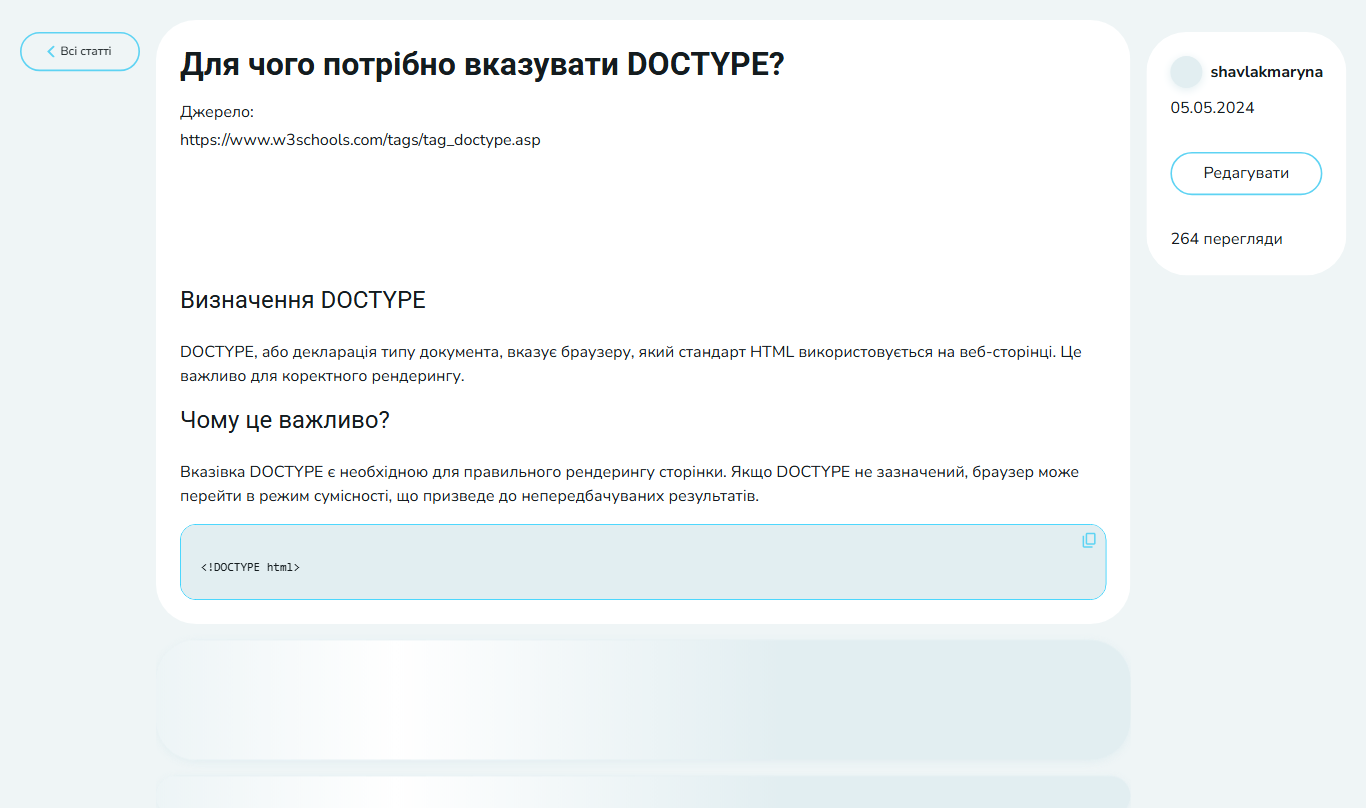 Всі статті
Для чого потрібно вказувати DOCTYPE?
Джерело:
https://www.w3schools.com/tags/tag_doctype.asp
Визначення DOCTYPE
DOCTYPE, або декларація типу документа, вказує браузеру, який стандарт HTML використовується на веб-сторінці. Це
важливо для коректного рендерингу.
Чому це важливо?
Вказівка DOCTYPE є необхідною для правильного рендерингу сторінки. Якщо DOCTYPE не зазначений, браузер може
перейти в режим сумісності, що призведе до непередбачуваних результатів.
<!DOCTYPE html>
shavlakmaryna
05.05.2024
Редагувати
264 перегляди